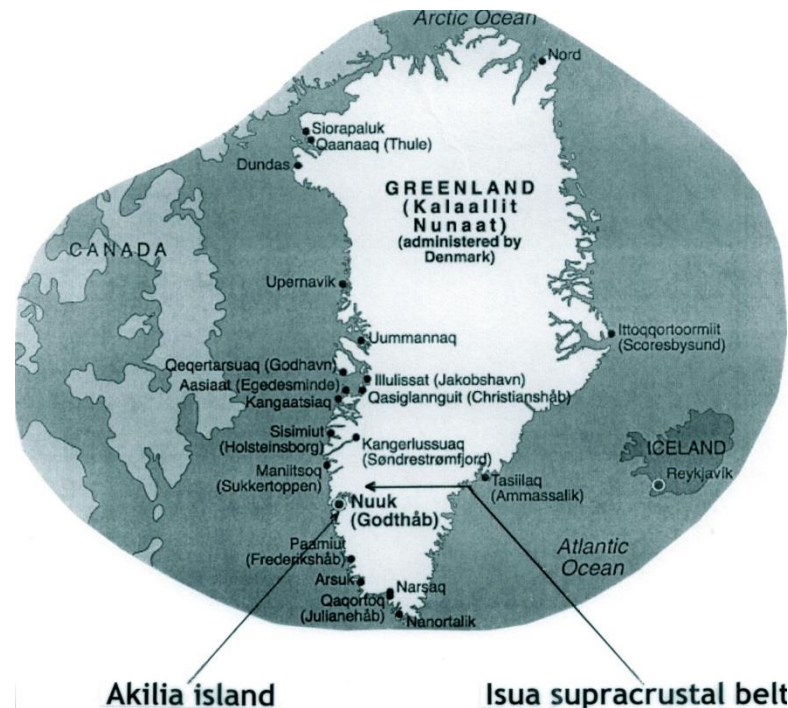 Arctic Ocean
Nord
Siorapaluk
Qaanaaq (Thule)
Dundas
GREENLAND
(Kalaallit
Nunaat)
(administered by
Denmark)
CANADA
Upernavik
Uummannaq
Ittoqqortoormiit
(Scoresbysund)
Qeqertarsuaq (Godhavn)
Aasiaat (Egedesminde)
Kangaatsiaq
Illulissat (Jakobshavn)
Qasiglannguit (Christianshåb)
Sisimiut
(Holsteinsborg)
Kangerlussuaq
(Søndrestrømfjord)
Maniitsoq
(Sukkertoppen)
ICELAND
Reykjavík
Tasiilaq
(Ammassalik)
Nuuk
(Godthåb)
Paamiut
(Frederikshåb)
Atlantic
Ocean
Arsuk
Narsaq
Qaqortoq
(Julianehåb)
Nanortalik
Akilia island
Isua supracrustal belt